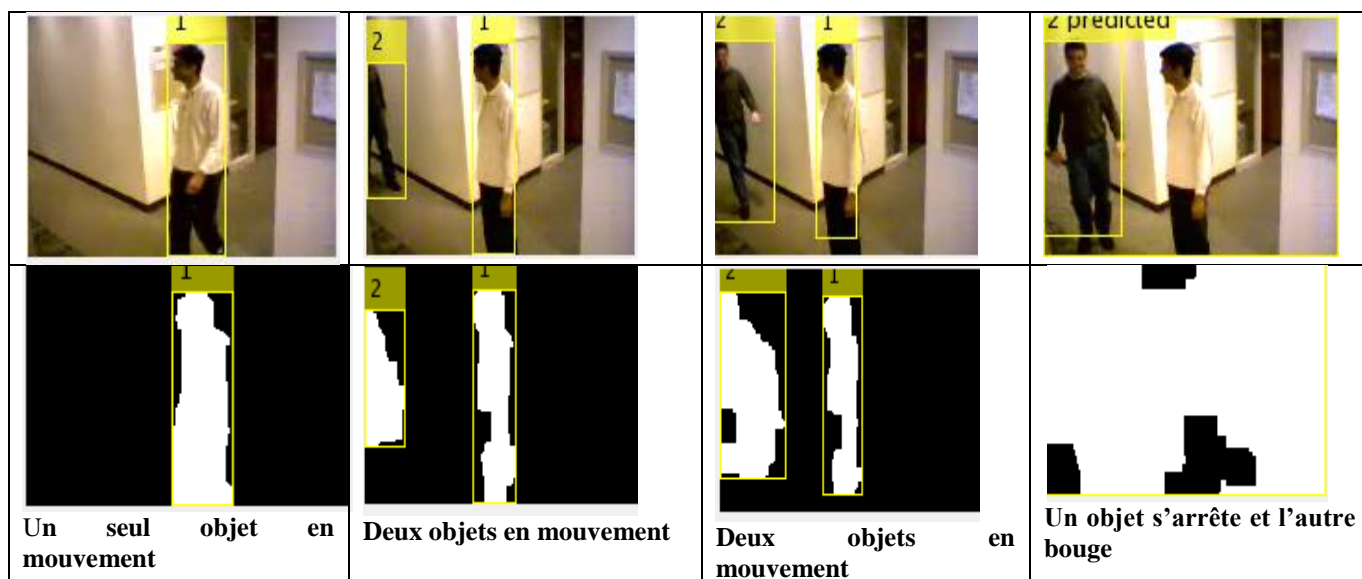 1
2
1
2
1
2 predicted
1
2
1
2
1
Un seul objet en
mouvement
Deux objets en mouvement
Deux objets en
mouvement
Un objet s’arrête et l’autre
bouge